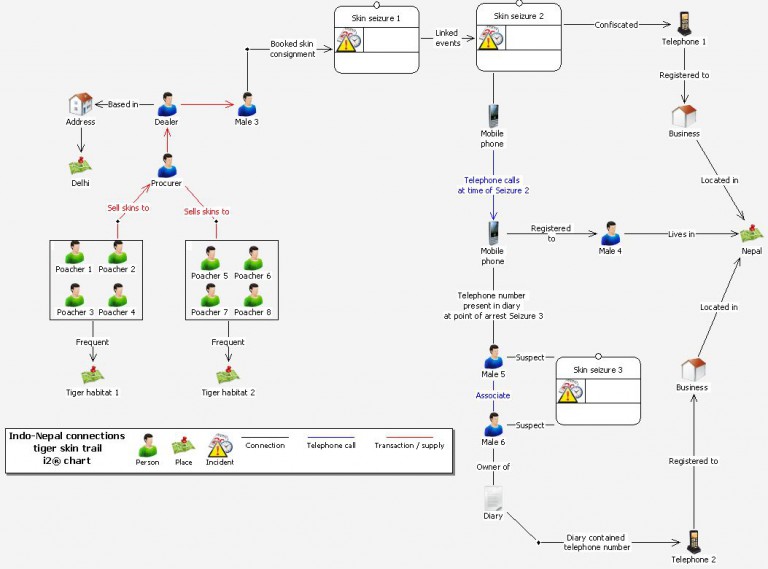 Skin seizure 1
Skin seizure 2
Confiscated
Telephone 1
Linked
events
Booked skin
consignment
Registered to
Based in
Address
Dealer
Male 3
Mobile
phone
Business
Delhi
Procurer
Telephone calls
at time of Seizure 2
Located in
Sell skins to
Sells skins to
Registered
to
Mobile
phone
Male 4
Lives in
Nepal
Poacher 1
Poacher 2
Poacher 3
Poacher 4
Poacher 5
Poacher 6
Poacher 7
Poacher 8
Telephone number
present in diary
at point of arrest Seizure 3
Located in
Frequent
Frequent
Tiger habitat 1
Tiger habitat 2
Male 5
Suspect
Skin seizure 3
Associate
Male 6
Suspect
Business
Indo-Nepal connections
tiger skin trail
i2® chart
Person
Place
Incident
Connection
Telephone call
Transaction / supply
Owner of
Registered to
Diary
Diary contained
telephone number
Telephone 2